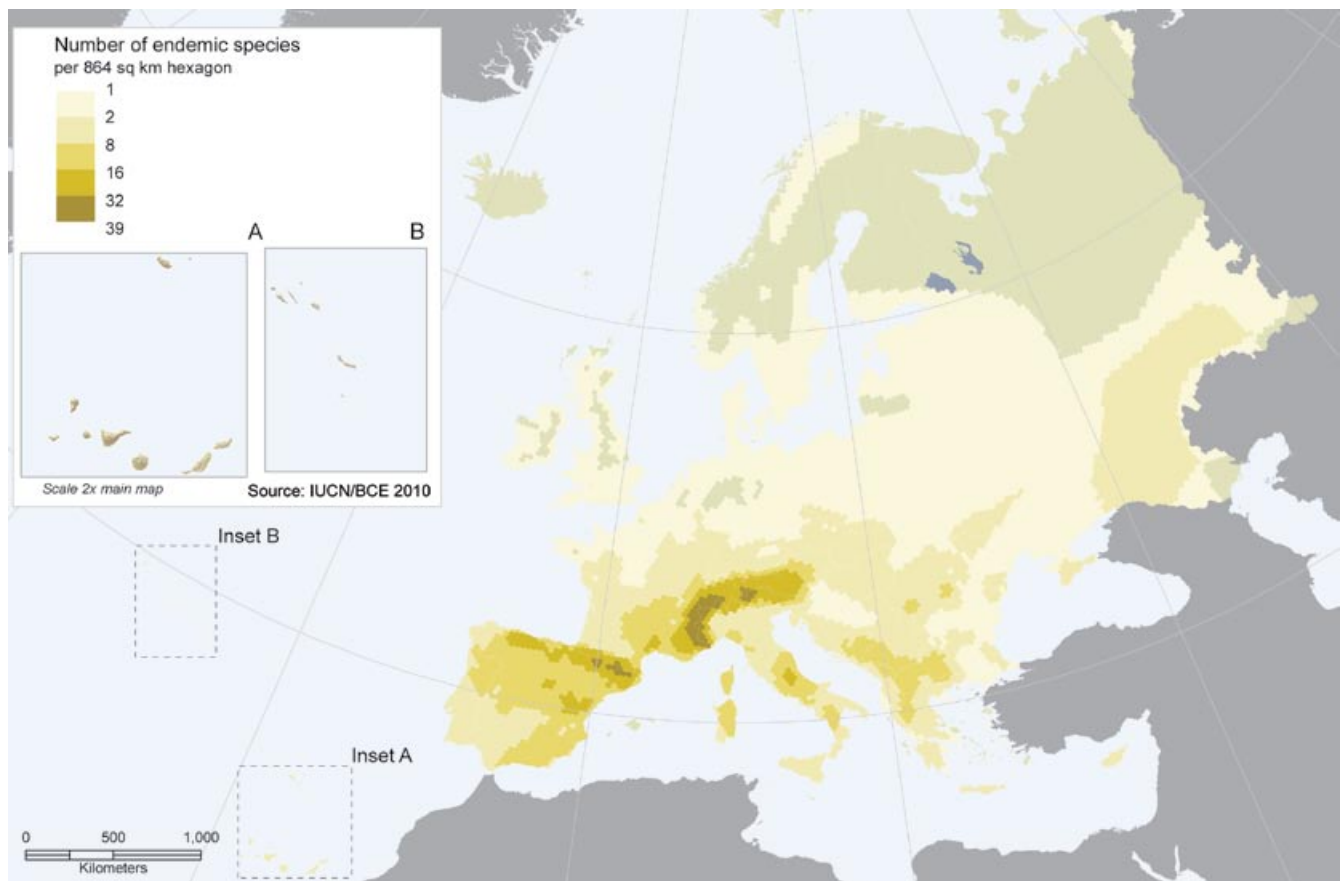 Number of endemic species
per 864 sq km hexagon
1
2
8
16
32
39
A
B
Scale 2x main map
Source: IUCN/BCE 2010
Inset B
Inset A
0 500 1,000
Kilometers